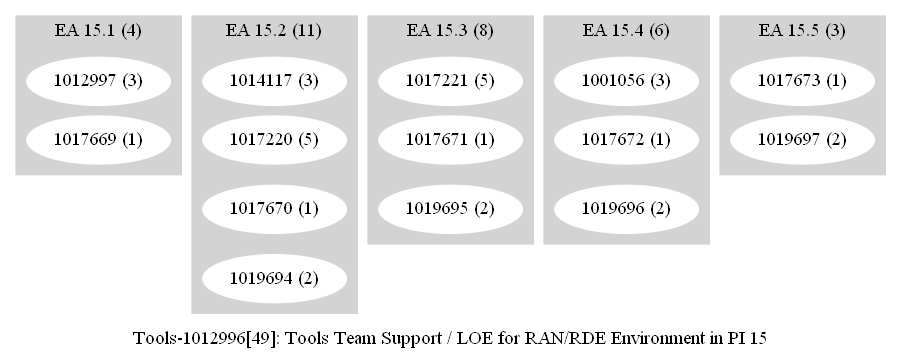 EA 15.1 (4)
1012997 (3)
1017669 (1)
EA 15.2 (11)
1014117 (3)
1017220 (5)
1017670 (1)
1019694 (2)
EA 15.3 (8)
1017221 (5)
1017671 (1)
1019695 (2)
EA 15.4 (6)
1001056 (3)
1017672 (1)
1019696 (2)
EA 15.5 (3)
1017673 (1)
1019697 (2)
Tools-1012996[49]: Tools Team Support / LOE for RAN/RDE Environment in PI 15